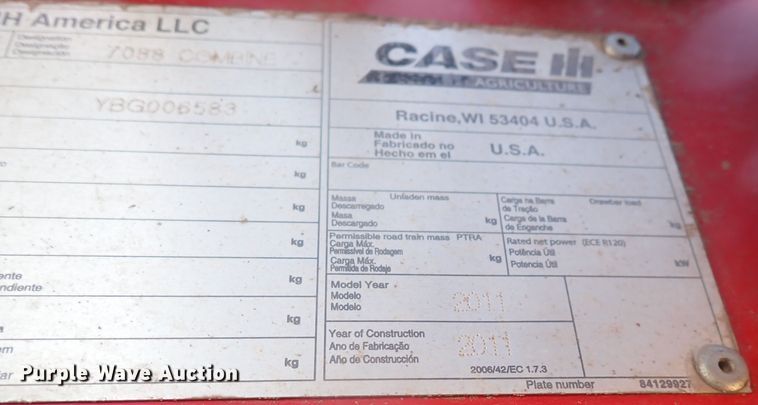 H America LLC
Designation
Designação
Designación
7088 COMBINE
YBG006583
kg
kg
kg
kg
kg
kg
kg
ente
ndiente
em
iar
CASE IH
AGRICULTURE
Racine,WI 53404 U.S.A.
Made in
Fabricado no
Hecho em el
U.S.A.
Bar Code
Massa Unladen mass
Descarregado
Masa
Descargado
kg
Carga na Barra Drawbar load
de Tração
Carga de la Barra
de Enganche
kg
Permissible road train mass PTRA
Carga Máx.
Permissível de Rodagem
Carga Máx.
Permitida de Rodaje
kg
Rated net power (ECE R120)
Potência Útil
Potencia Útil
kW
Model Year
Modelo
Modelo
2011
Year of Construction
Ano de Fabricação
Año de Construcción
2011
2006/42/EC 1.7.3
Plate number 84129927
Purple Wave Auction